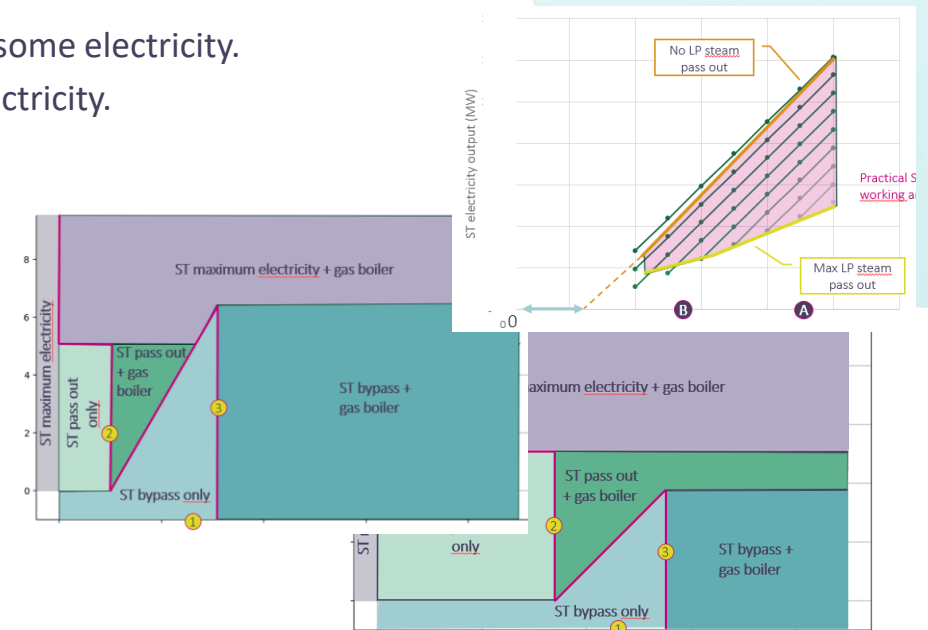 some electricity.
ctricity.
No LP steam
pass out
ST electricity output (MW)
Practical S
working a
Max LP steam
pass out
B
A
-
0
0
8
6
4
2
0
ST maximum electricity
ST maximum electricity + gas boiler
ST pass out
only
ST pass out
+ gas
boiler
2
3
ST bypass +
gas boiler
ST bypass only
1
aximum electricity + gas boiler
ST pass out
+ gas boiler
2
3
ST
only
ST bypass +
gas boiler
ST bypass only
1